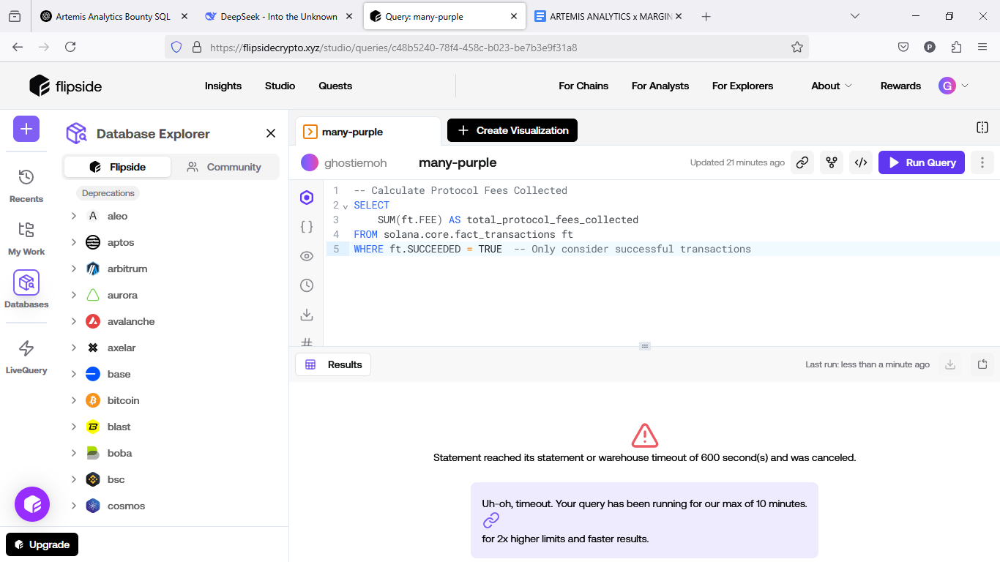 Artemis Analytics Bounty SQL
DeepSeek - Into the Unknown
Query: many-purple
ARTEMIS ANALYTICS x MARGIN
https://flipsidecrypto.xyz/studio/queries/c48b5240-78f4-458c-b023-be7b3e9f31a8
P
flipside
Insights
Studio
Quests
For Chains
For Analysts
For Explorers
About
Rewards
G
Recents
My Work
Databases
LiveQuery
Upgrade
Database Explorer
Flipside
Community
Deprecations
aleo
aptos
arbitrum
aurora
avalanche
axelar
base
bitcoin
blast
boba
bsc
cosmos
many-purple
Create Visualization
ghostiemoh
many-purple
Updated 21 minutes ago
Run Query
1 -- Calculate Protocol Fees Collected
2 SELECT
3 SUM(ft.FEE) AS total_protocol_fees_collected
4 FROM solana.core.fact_transactions ft
5 WHERE ft.SUCCEEDED = TRUE -- Only consider successful transactions
Results
Last run: less than a minute ago
Statement reached its statement or warehouse timeout of 600 second(s) and was canceled.
Uh-oh, timeout. Your query has been running for our max of 10 minutes.
for 2x higher limits and faster results.